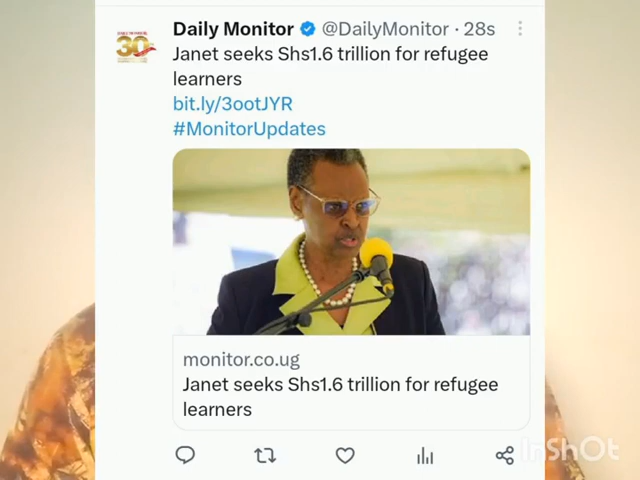 Daily Monitor @DailyMonitor · 28s
Janet seeks Shs1.6 trillion for refugee
learners
bit.ly/3ootJYR
#MonitorUpdates
30
monitor.co.ug
Janet seeks Shs1.6 trillion for refugee
learners
InShOt